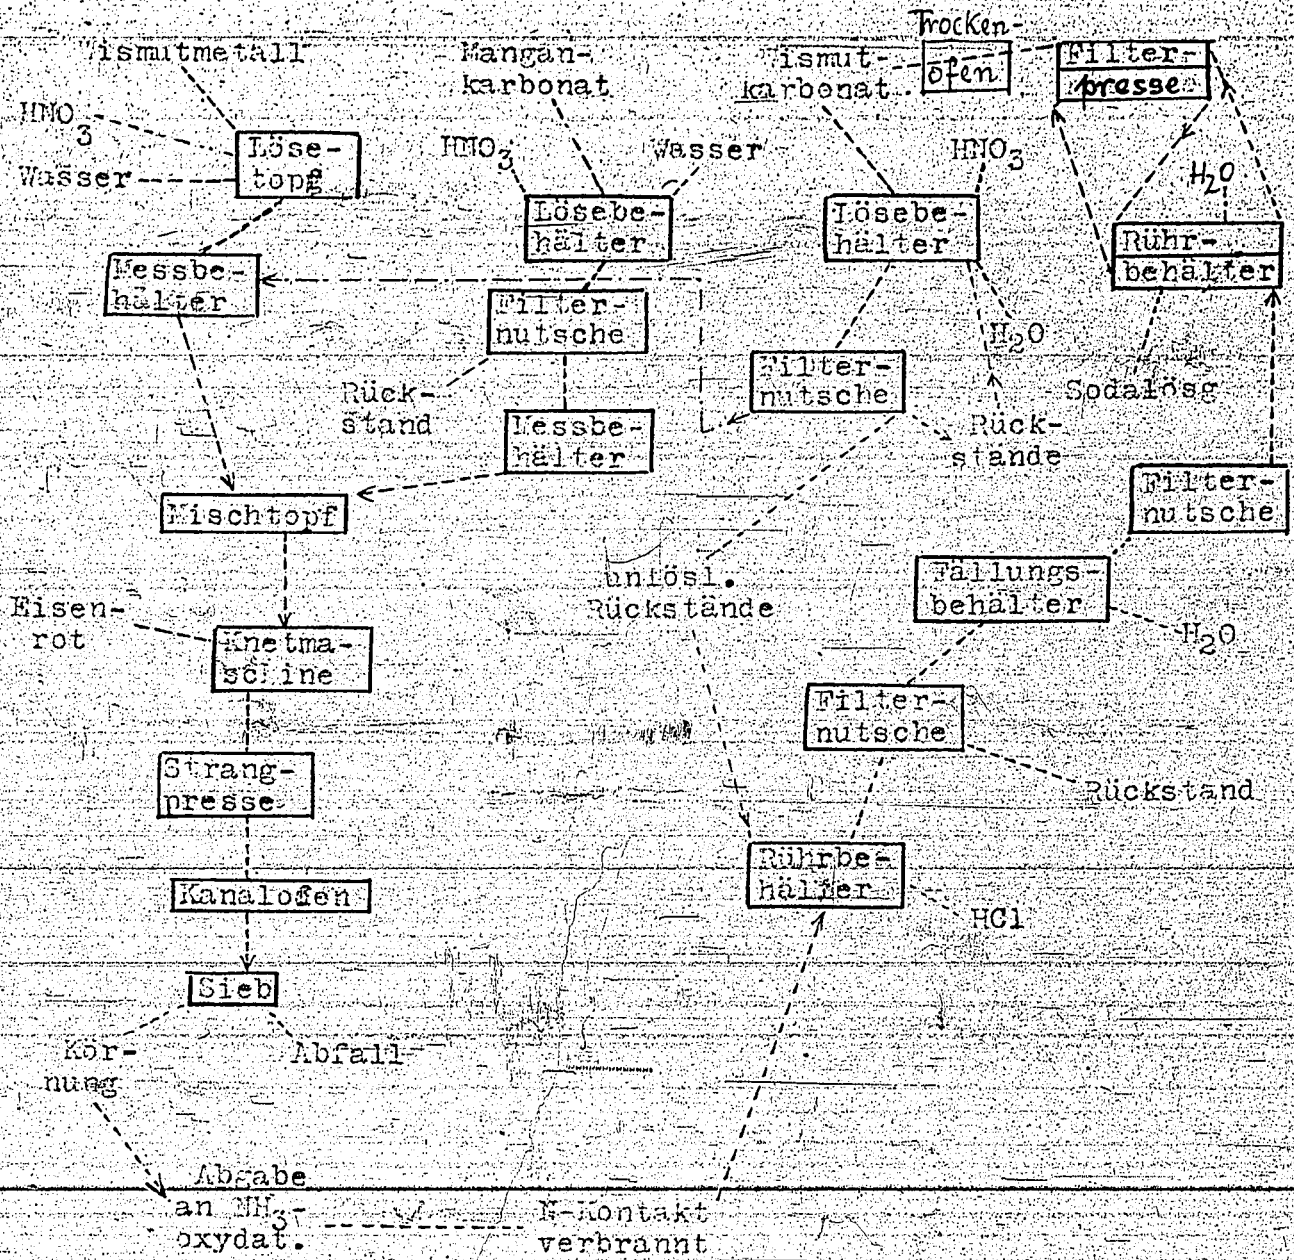 Trocken-
ofen
Wismutmetall
Mangan-
karbonat
Wismut-
karbonat
Filter-
presse
HNO3
Wasser
Löse-
topf
HNO3
Wasser
HNO3
H2O
Lösebe-
hälter
Lösebe-
hälter
Rühr-
behälter
Messbe-
hälter
Filter-
nutsche
H2O
Rück-
stand
Filter-
nutsche
Sodalösg
Messbe-
hälter
Rück-
stände
Filter-
nutsche
Mischtopf
unlösl.
Rückstände
Fällungs-
behälter
H2O
Eisen-
rot
Knetma-
schine
Filter-
nutsche
Strang-
presse
Rückstand
Rührbe-
hälter
HCl
Kanalofen
Sieb
Kör-
nung
Abfall
Abgabe
an NH3-
oxydat.
N-Kontakt
verbrannt